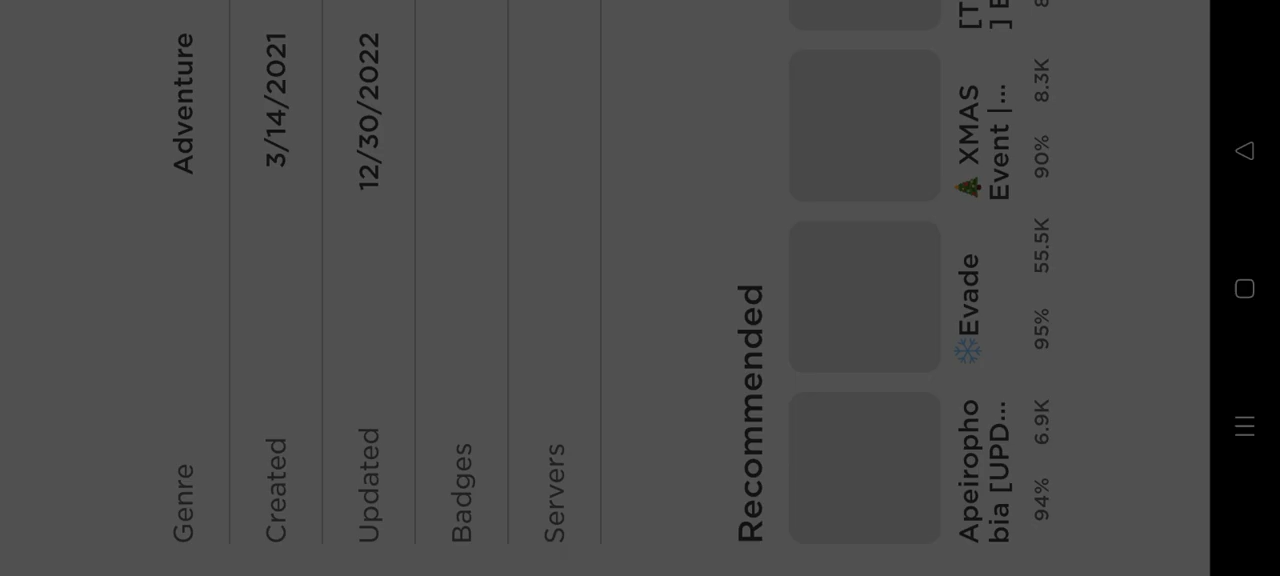 Genre Adventure
Created 3/14/2021
Updated 12/30/2022
Badges
Servers
Recommended
Apeiropho
bia [UPD...
94% 6.9K
❄️Evade
95% 55.5K
🎄 XMAS
Event |...
90% 8.3K